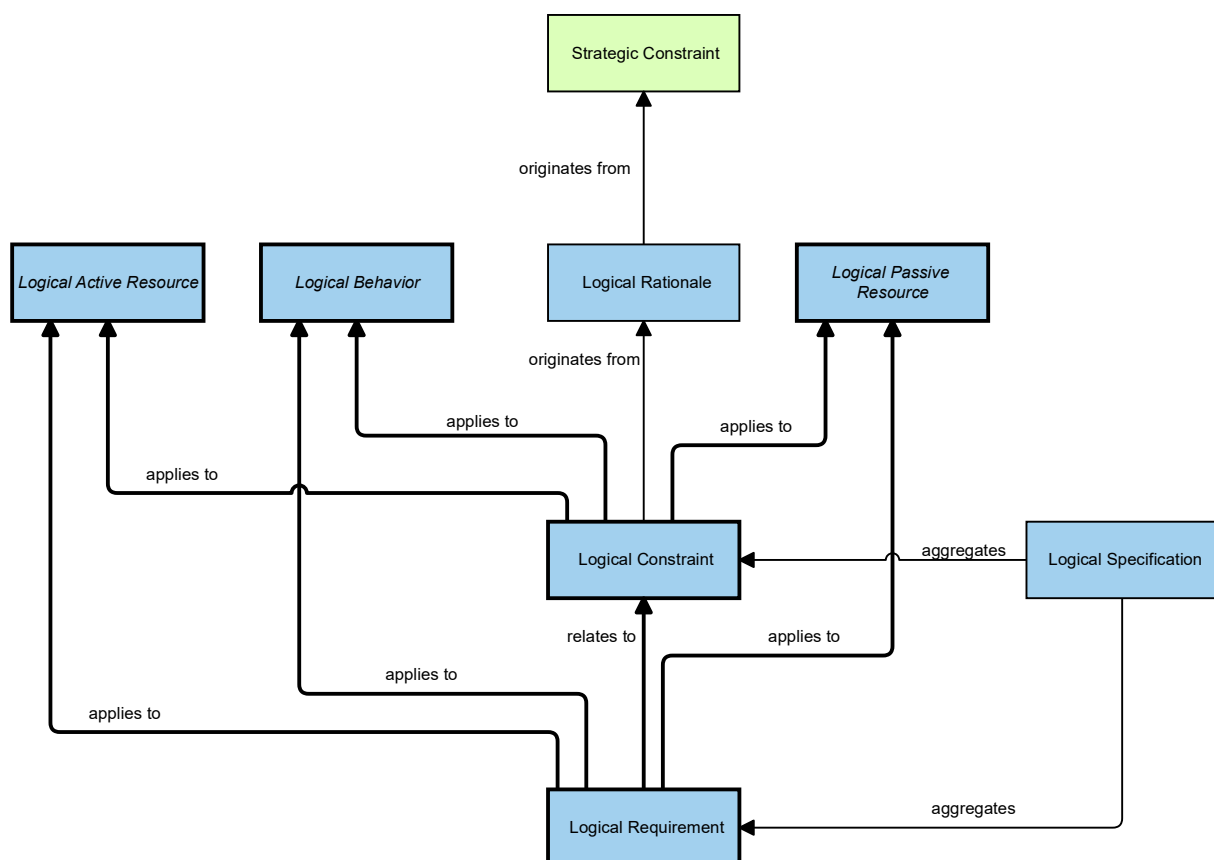 Strategic Constraint
originates from
Logical Active Resource
Logical Behavior
Logical Rationale
Logical Passive
Resource
originates from
applies to
applies to
applies to
Logical Constraint
aggregates
Logical Specification
relates to
applies to
applies to
applies to
aggregates
Logical Requirement